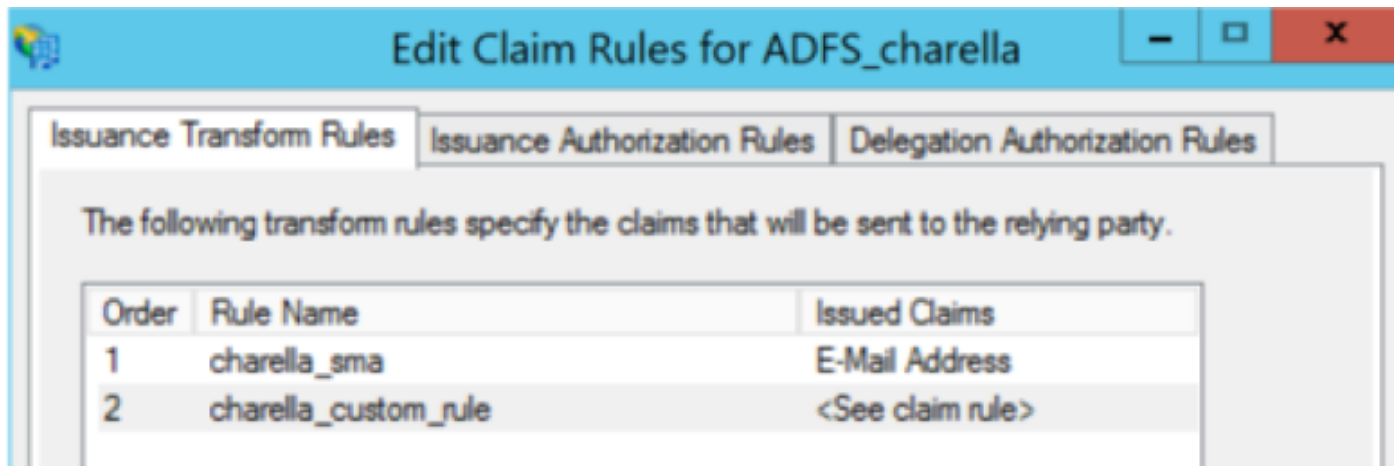 Edit Claim Rules for ADFS_charella
Issuance Transform Rules Issuance Authorization Rules Delegation Authorization Rules
The following transform rules specify the claims that will be sent to the relying party.
Order Rule Name Issued Claims
1 charella_sma E-Mail Address
2 charella_custom_rule <See claim rule>